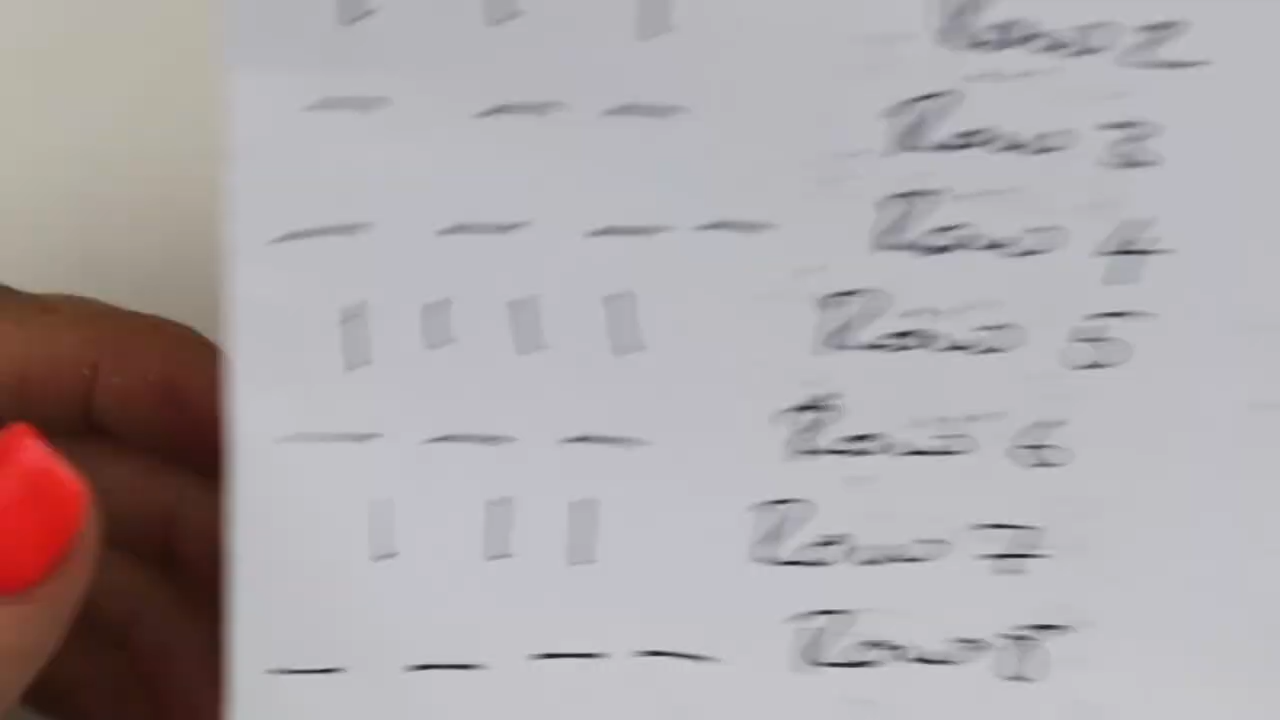 Row 2
— — — Row 3
— — — — Row 4
| | | | Row 5
— — — Row 6
| | | Row 7
— — — — Row 8